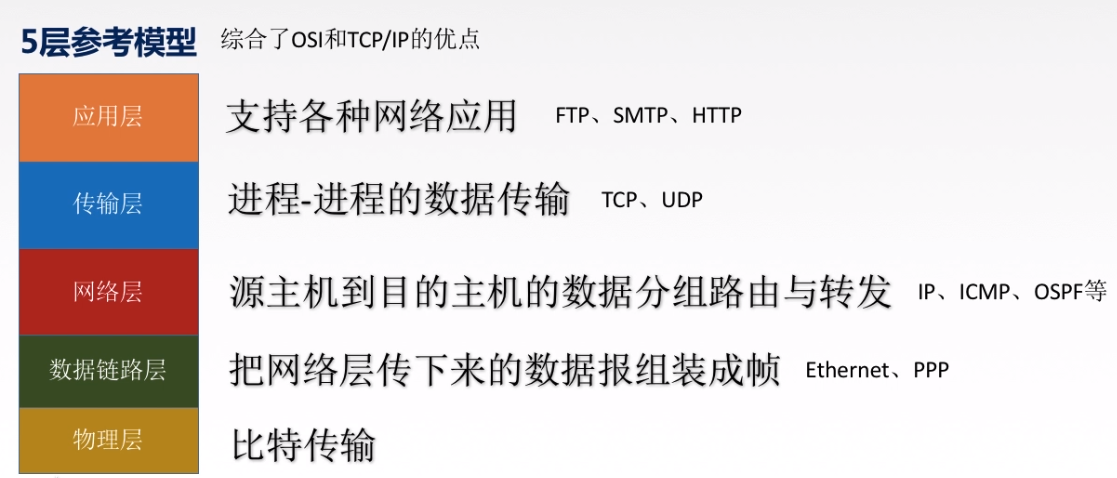 5层参考模型 综合了OSI和TCP/IP的优点
应用层 支持各种网络应用 FTP、SMTP、HTTP
传输层 进程-进程的数据传输 TCP、UDP
网络层 源主机到目的主机的数据分组路由与转发 IP、ICMP、OSPF等
数据链路层 把网络层传下来的数据报组装成帧 Ethernet、PPP
物理层 比特传输